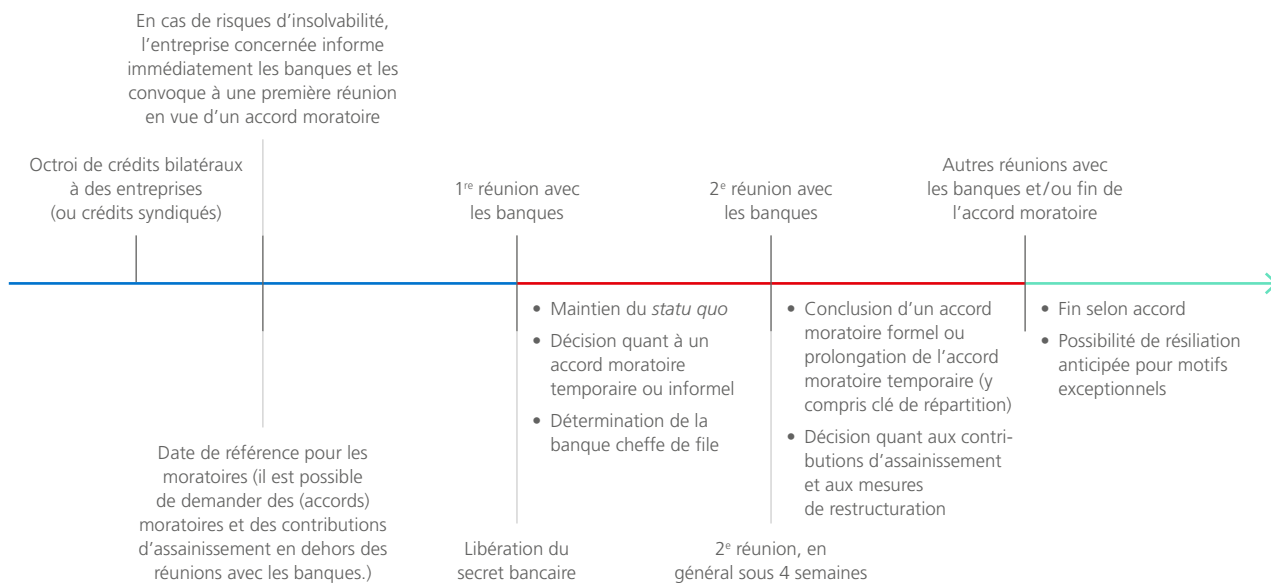 En cas de risques d’insolvabilité,
l’entreprise concernée informe
immédiatement les banques et les
convoque à une première réunion
en vue d’un accord moratoire
Octroi de crédits bilatéraux
à des entreprises
(ou crédits syndiqués)
1re réunion avec
les banques
2e réunion avec
les banques
Autres réunions avec
les banques et/ou fin de
l’accord moratoire
• Maintien du statu quo
• Décision quant à un
accord moratoire
temporaire ou informel
• Détermination de la
banque cheffe de file
• Conclusion d’un accord
moratoire formel ou
prolongation de l’accord
moratoire temporaire (y
compris clé de répartition)
• Décision quant aux contri-
butions d’assainissement
et aux mesures
de restructuration
• Fin selon accord
• Possibilité de résiliation
anticipée pour motifs
exceptionnels
Date de référence pour les
moratoires (il est possible
de demander des (accords)
moratoires et des contributions
d’assainissement en dehors des
réunions avec les banques.)
Libération du
secret bancaire
2e réunion, en
général sous 4 semaines